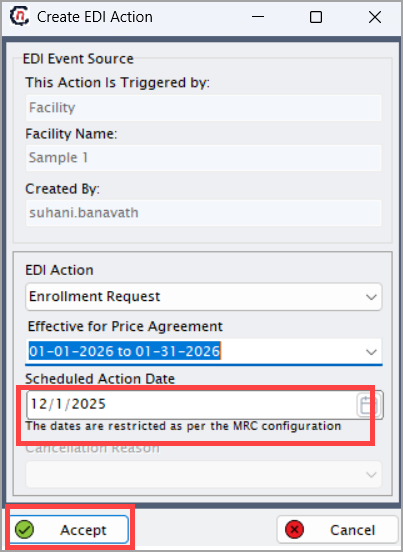 Create EDI Action
EDI Event Source
This Action Is Triggered by:
Facility
Facility Name:
Sample 1
Created By:
suhani.banavath
EDI Action
Enrollment Request
Effective for Price Agreement
01-01-2026 to 01-31-2026
Scheduled Action Date
12/1/2025
The dates are restricted as per the MRC configuration
Cancellation Reason
Accept
Cancel